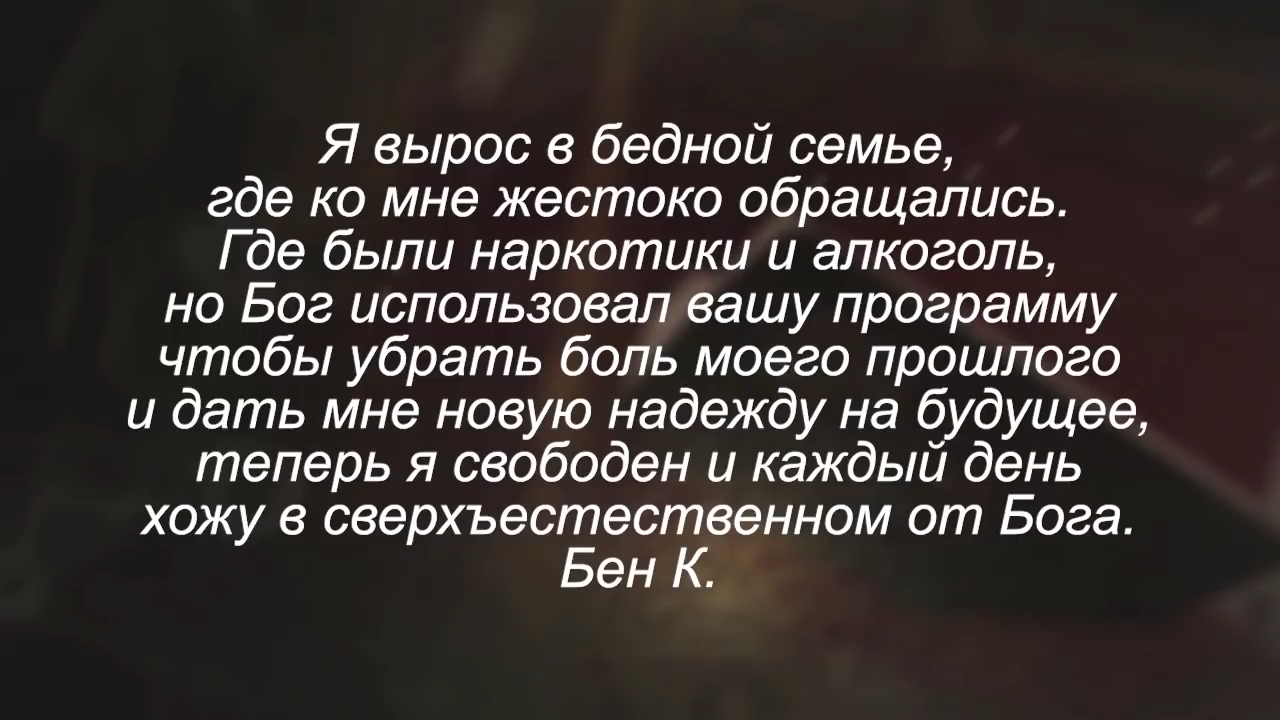 Я вырос в бедной семье,
где ко мне жестоко обращались.
Где были наркотики и алкоголь,
но Бог использовал вашу программу
чтобы убрать боль моего прошлого
и дать мне новую надежду на будущее,
теперь я свободен и каждый день
хожу в сверхъестественном от Бога.
Бен К.